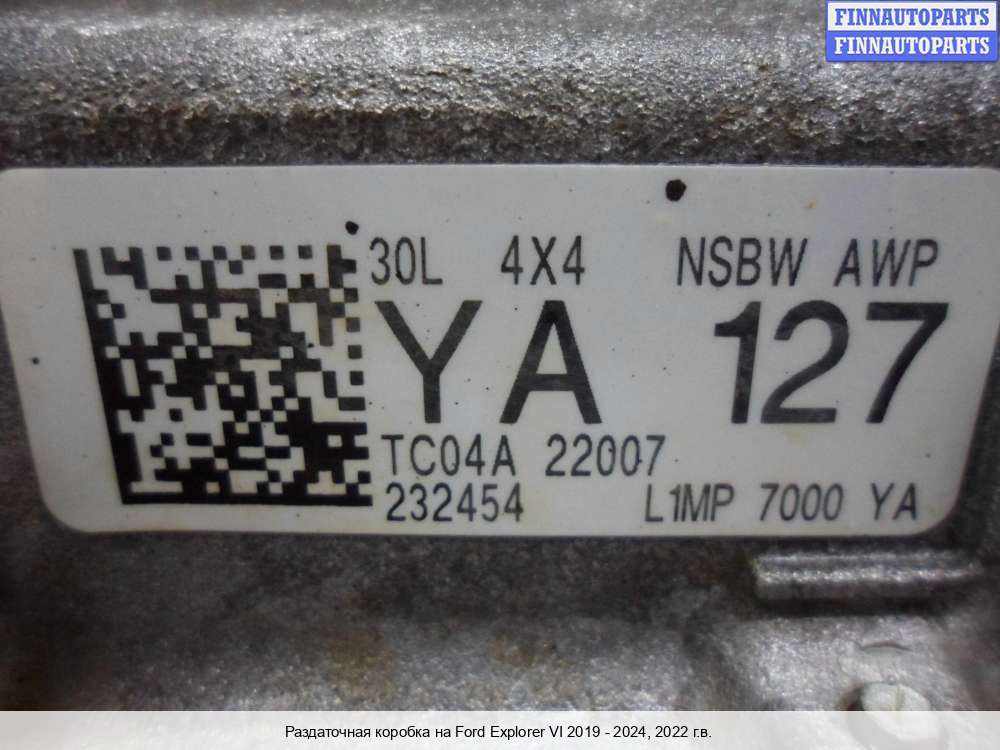 FINNAUTOPARTS
FINNAUTOPARTS
30L 4X4 NSBW AWP
YA 127
TC04A 22007
232454 L1MP 7000 YA
Раздаточная коробка на Ford Explorer VI 2019 - 2024, 2022 г.в.